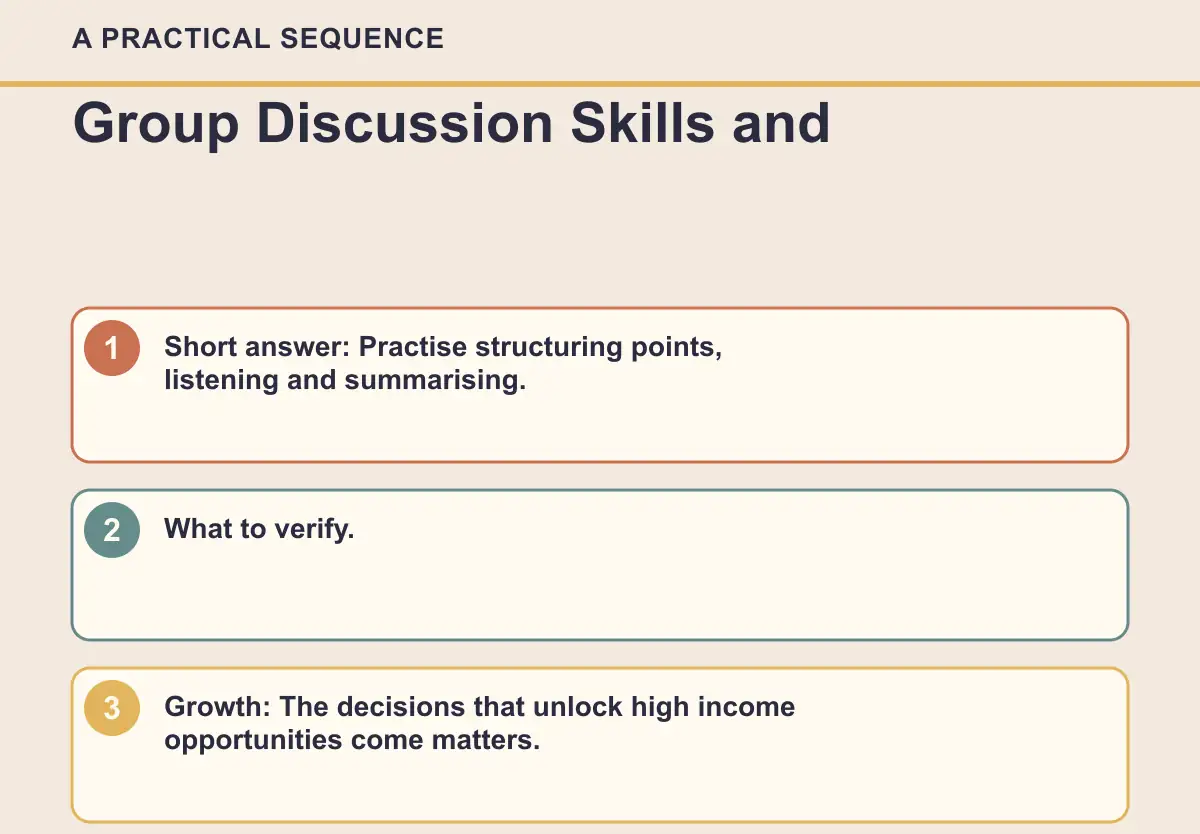 A PRACTICAL SEQUENCE
Group Discussion Skills and
1
Short answer: Practise structuring points,
listening and summarising.
2
What to verify.
3
Growth: The decisions that unlock high income
opportunities come matters.